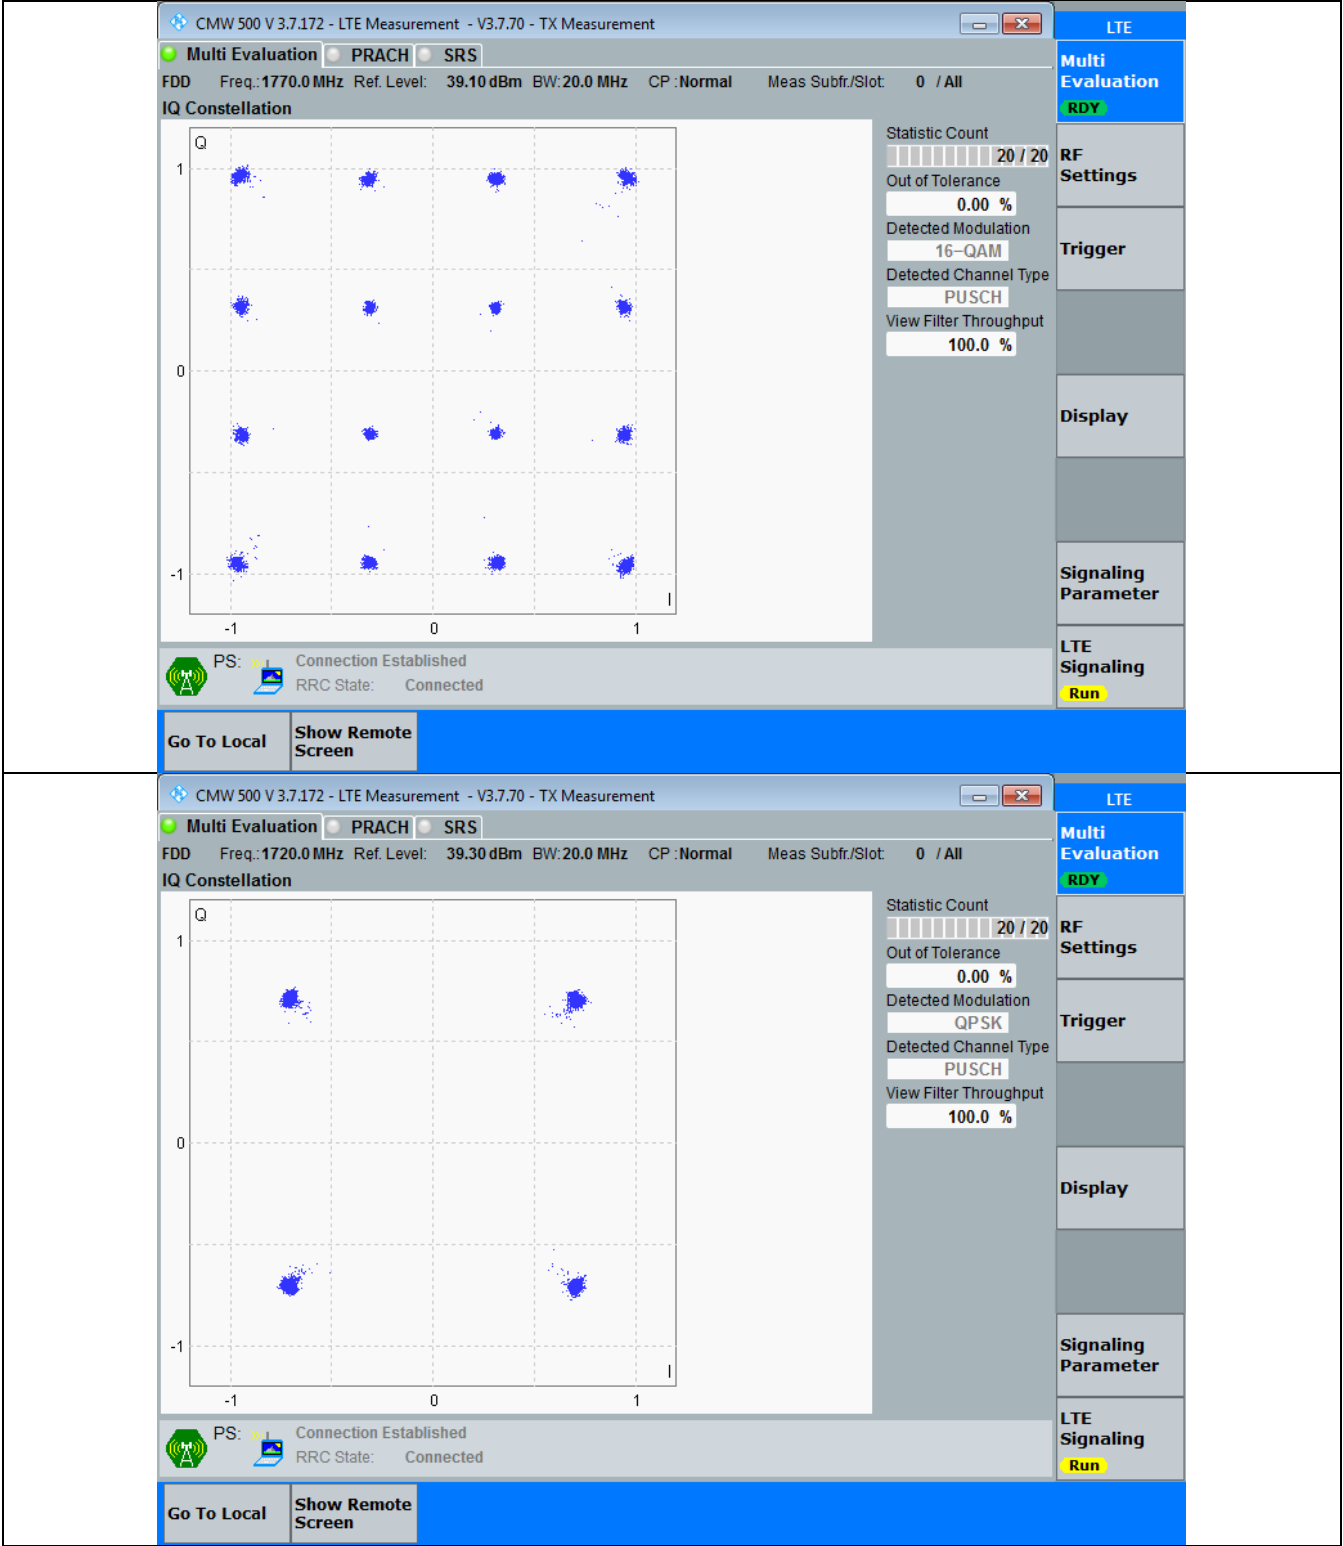 CMW 500 V 3.7.172 - LTE Measurement - V3.7.70 - TX Measurement
LTE
Multi Evaluation PRACH SRS
Multi Evaluation RDY
FDD Freq.:1770.0 MHz Ref. Level: 39.10 dBm BW:20.0 MHz CP :Normal Meas Subfr./Slot: 0 / All
IQ Constellation
Q
1
0
-1
I
-1 0 1
Statistic Count
20 / 20
Out of Tolerance
0.00 %
Detected Modulation
16-QAM
Detected Channel Type
PUSCH
View Filter Throughput
100.0 %
RF
Settings
Trigger
Display
Signaling
Parameter
LTE
Signaling
Run
PS: Connection Established
RRC State: Connected
Go To Local
Show Remote
Screen
CMW 500 V 3.7.172 - LTE Measurement - V3.7.70 - TX Measurement
LTE
Multi Evaluation PRACH SRS
Multi
Evaluation
RDY
FDD Freq.:1720.0 MHz Ref. Level: 39.30 dBm BW:20.0 MHz CP :Normal Meas Subfr./Slot: 0 / All
IQ Constellation
Q
1
0
-1
I
-1 0 1
Statistic Count
20 / 20
Out of Tolerance
0.00 %
Detected Modulation
QPSK
Detected Channel Type
PUSCH
View Filter Throughput
100.0 %
RF
Settings
Trigger
Display
Signaling
Parameter
LTE
Signaling
Run
PS: Connection Established
RRC State: Connected
Go To Local
Show Remote
Screen